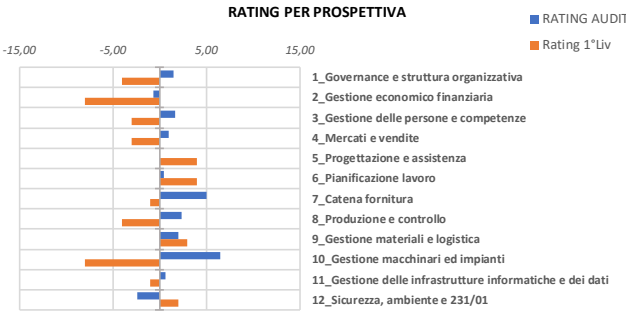 RATING PER PROSPETTIVA
RATING AUDIT
Rating 1°Liv
-15,00 -5,00 5,00 15,00
1_Governance e struttura organizzativa
2_Gestione economico finanziaria
3_Gestione delle persone e competenze
4_Mercati e vendite
5_Progettazione e assistenza
6_Pianificazione lavoro
7_Catena fornitura
8_Produzione e controllo
9_Gestione materiali e logistica
10_Gestione macchinari ed impianti
11_Gestione delle infrastrutture informatiche e dei dati
12_Sicurezza, ambiente e 231/01